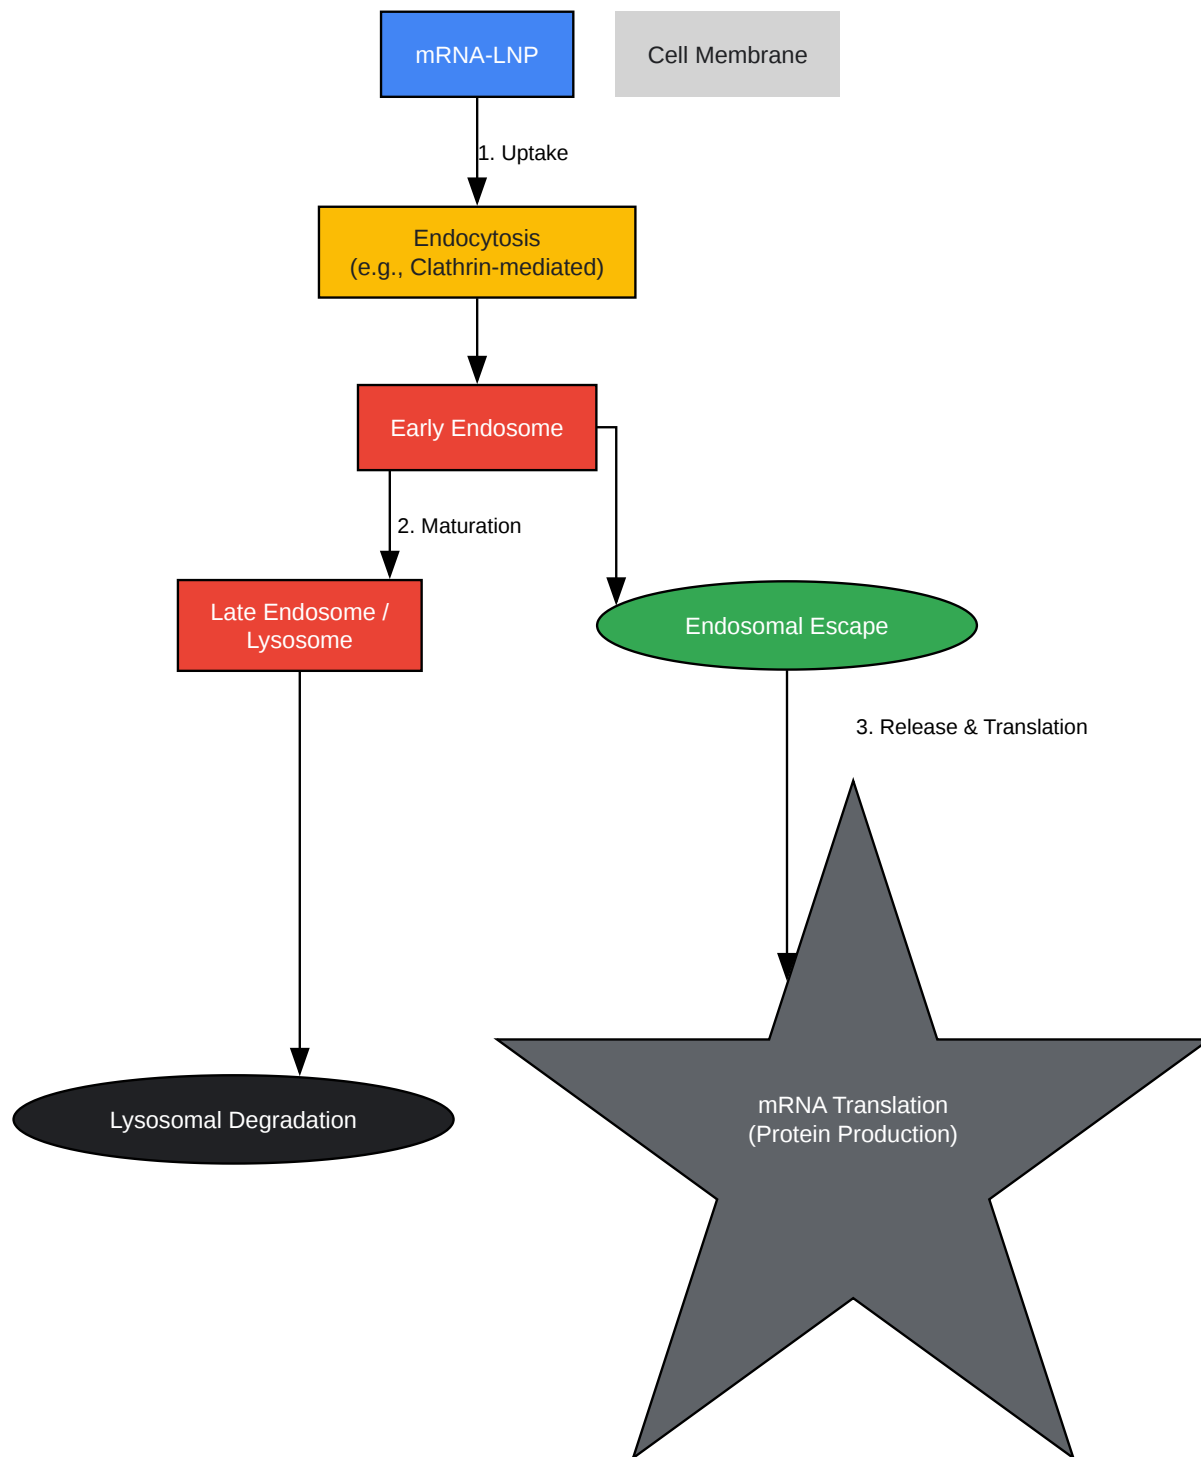 mRNA-LNP
Cell Membrane
1. Uptake
Endocytosis
(e.g., Clathrin-mediated)
Early Endosome
2. Maturation
Late Endosome /
Lysosome
Endosomal Escape
3. Release & Translation
mRNA Translation
(Protein Production)
Lysosomal Degradation